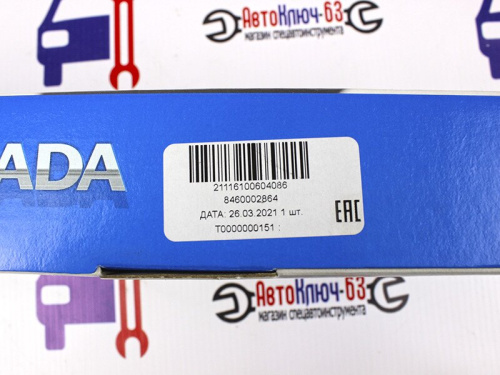 АвтоКлюч-63
магазин спецавтоинструмента
ADA
21116100604086
8460002864
ДАТА: 26.03.2021 1 шт.
T0000000151 :
EAC
АвтоКлюч-63
магазин спецавтоинструмента